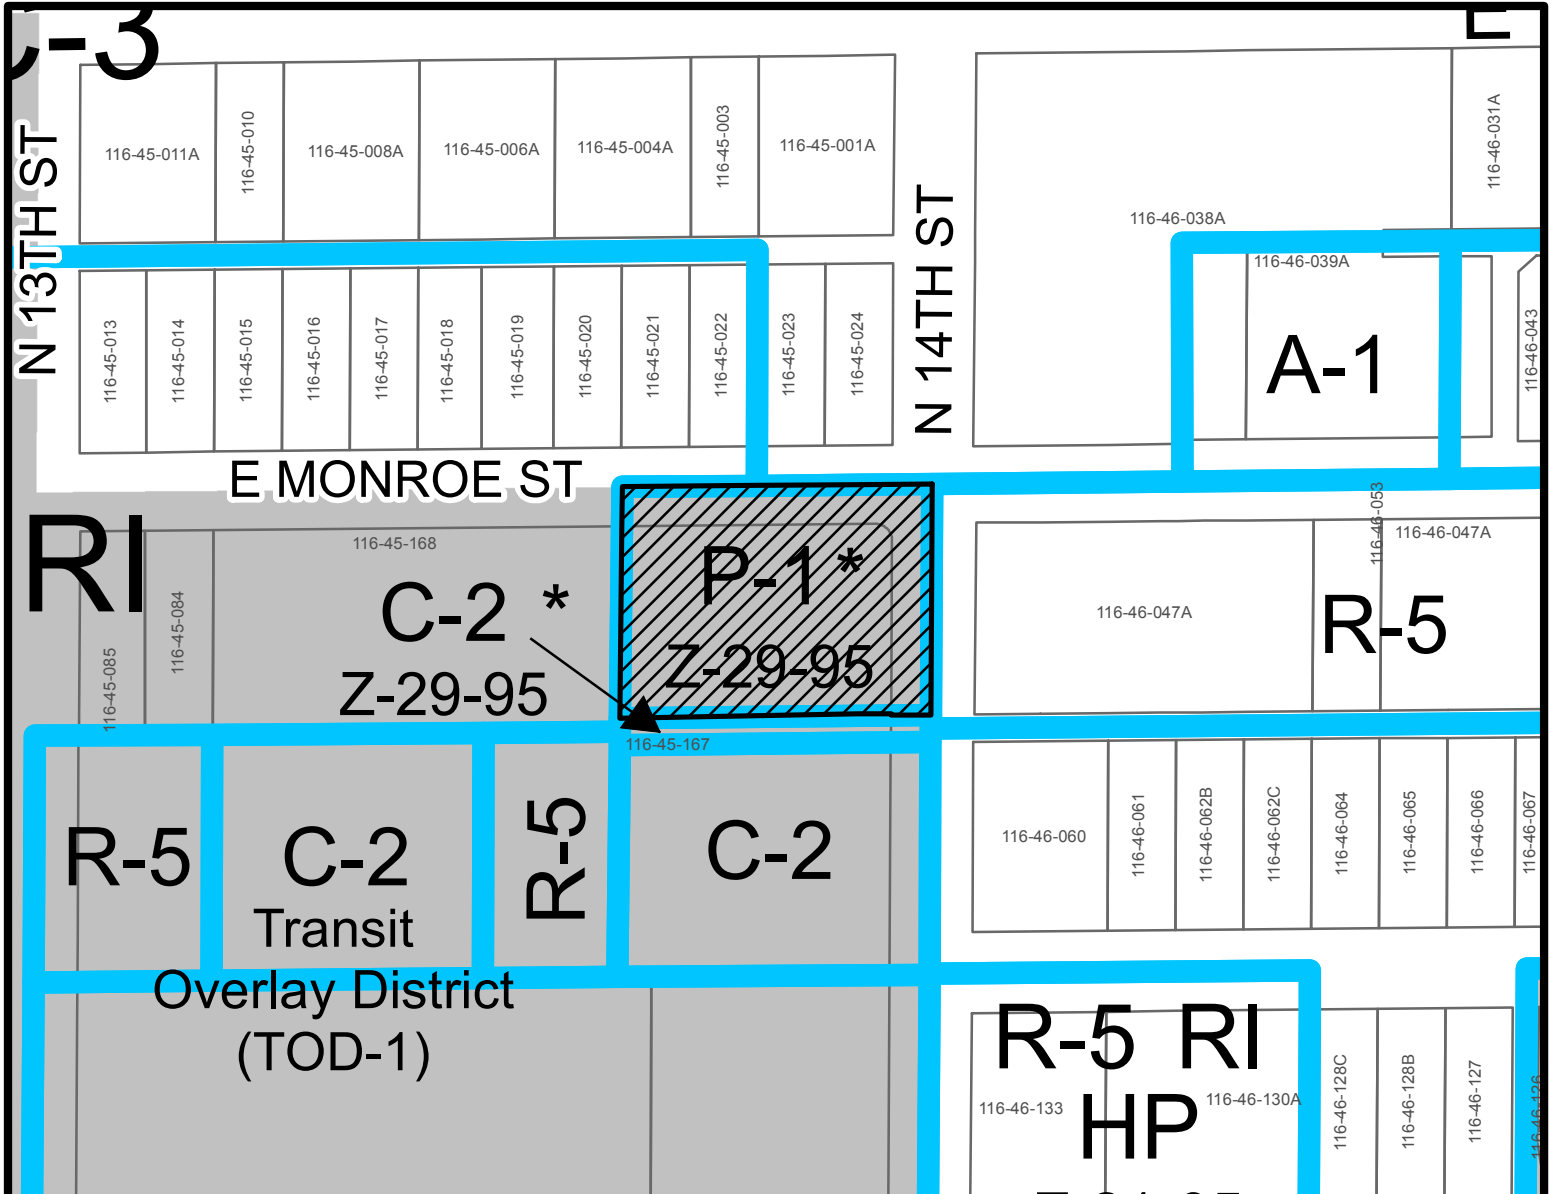 C-3
E
N 13TH ST
116-45-011A
116-45-010
116-45-008A
116-45-006A
116-45-004A
116-45-003
116-45-001A
N 14TH ST
116-46-038A
116-46-031A
116-46-039A
A-1
116-46-043
116-45-013
116-45-014
116-45-015
116-45-016
116-45-017
116-45-018
116-45-019
116-45-020
116-45-021
116-45-022
116-45-023
116-45-024
E MONROE ST
RI
116-45-085
116-45-084
116-45-168
C-2 *
Z-29-95
P-1 *
Z-29-95
116-45-167
116-46-047A
116-46-053
116-46-047A
R-5
R-5
C-2
R-5
C-2
Transit
Overlay District
(TOD-1)
116-46-060
116-46-061
116-46-062B
116-46-062C
116-46-064
116-46-065
116-46-066
116-46-067
R-5 RI
HP
116-46-133
116-46-130A
116-46-128C
116-46-128B
116-46-127
116-46-126